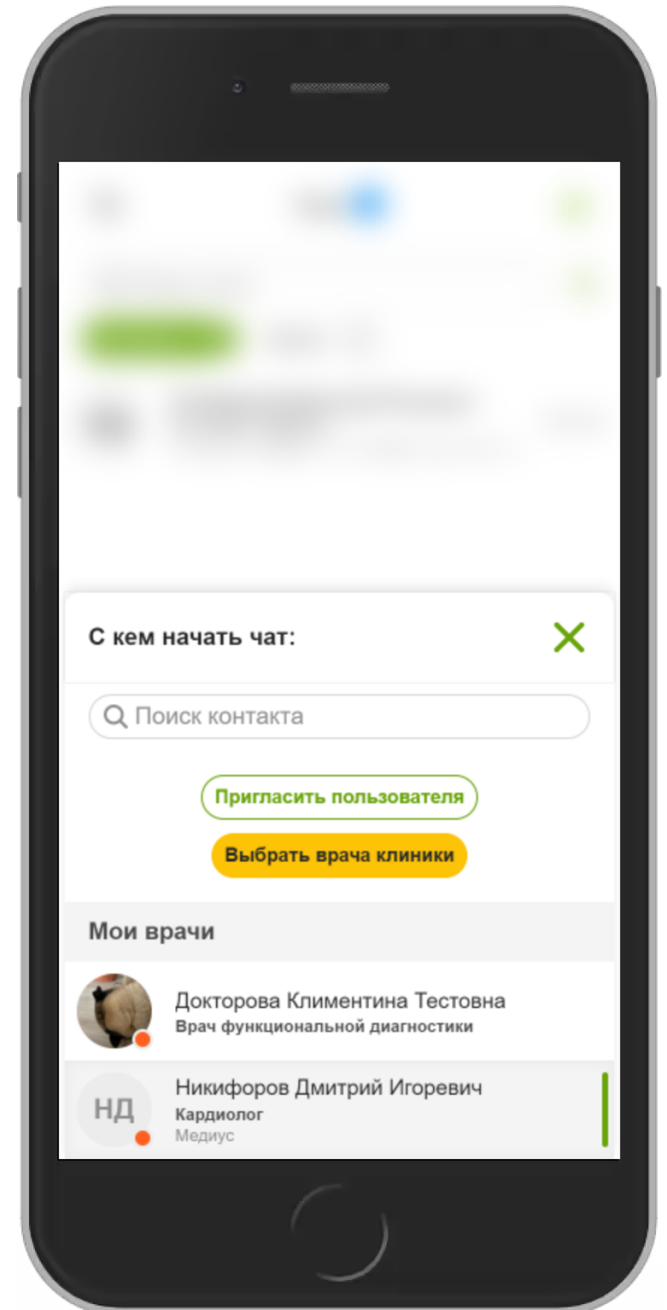 С кем начать чат:
Поиск контакта
Пригласить пользователя
Выбрать врача клиники
Мои врачи
Докторова Климентина Тестовна
Врач функциональной диагностики
НД
Никифоров Дмитрий Игоревич
Кардиолог
Медиус